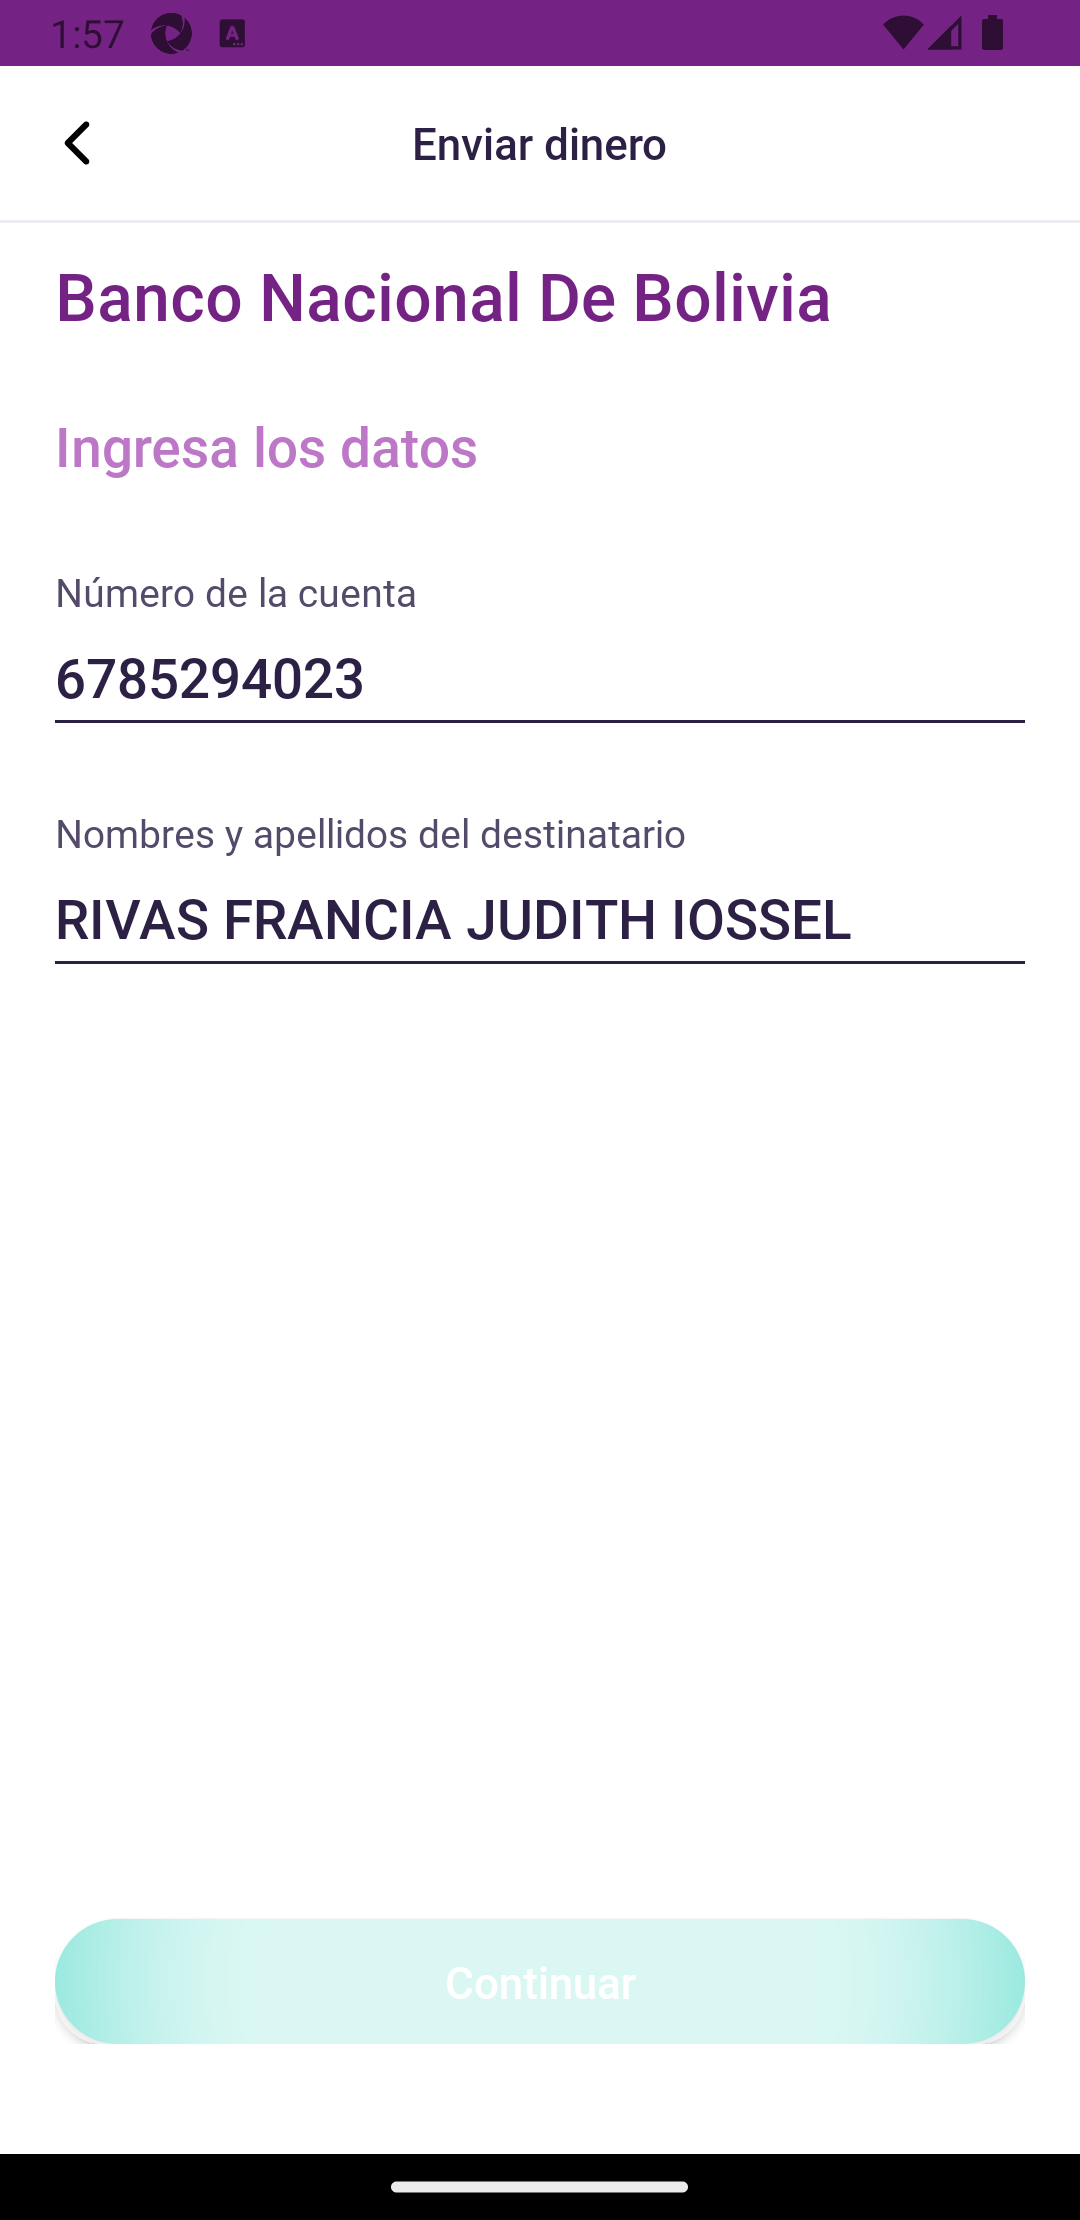 1:57
Enviar dinero
Banco Nacional De Bolivia
Ingresa los datos
Número de la cuenta
6785294023
Nombres y apellidos del destinatario
RIVAS FRANCIA JUDITH IOSSEL
Continuar